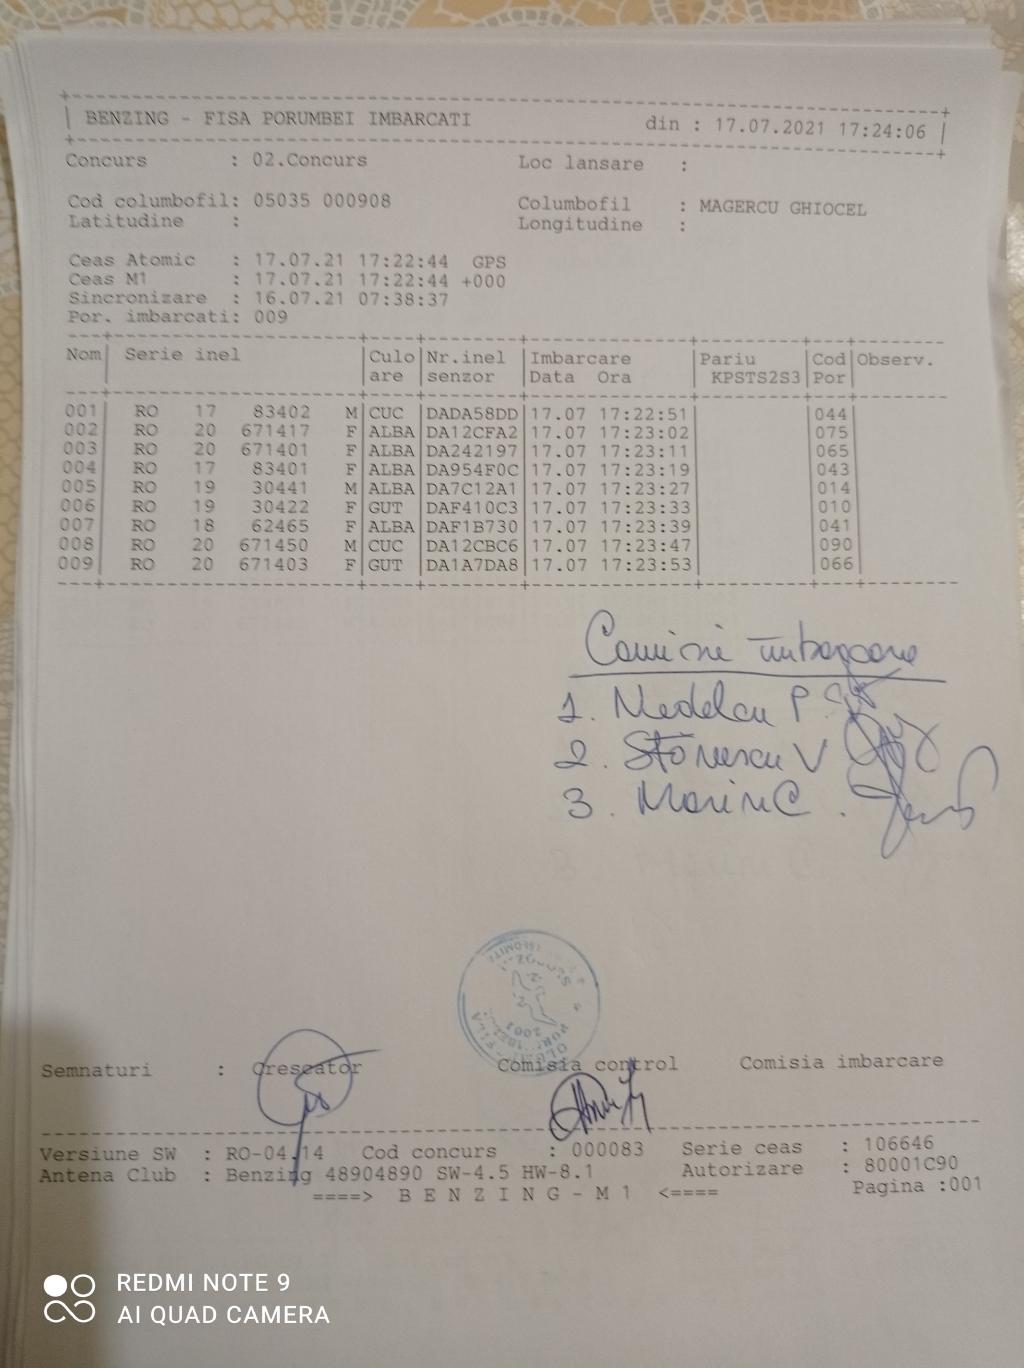 BENZING - FISA PORUMBEI IMBARCATI din : 17.07.2021 17:24:06
Concurs : 02.Concurs Loc lansare :
Cod columbofil: 05035 000908 Columbofil : MAGERCU GHIOCEL
Latitudine : Longitudine :
Ceas Atomic : 17.07.21 17:22:44 GPS
Ceas M1 : 17.07.21 17:22:44 +000
Sincronizare : 16.07.21 07:38:37
Por. imbarcati: 009
Nom| Serie inel |Culo|Nr.inel|Imbarcare |Pariu |Cod|Observ.
|are |senzor |Data Ora | KPSTS2S3|Por|
001| RO 17 83402 M|CUC |DADA58DD|17.07 17:22:51| |044|
002| RO 20 671417 F|ALBA|DA12CFA2|17.07 17:23:02| |075|
003| RO 20 671401 F|ALBA|DA242197|17.07 17:23:11| |065|
004| RO 17 83401 F|ALBA|DA954F0C|17.07 17:23:19| |043|
005| RO 19 30441 M|ALBA|DA7C12A1|17.07 17:23:27| |014|
006| RO 19 30422 F|GUT |DAF410C3|17.07 17:23:33| |010|
007| RO 18 62465 F|ALBA|DAF1B730|17.07 17:23:39| |041|
008| RO 20 671450 M|CUC |DA12CBC6|17.07 17:23:47| |090|
009| RO 20 671403 F|GUT |DA1A7DA8|17.07 17:23:53| |066|
1. Nedelcu P.
2. Stănescu V
3. Marin C.
2001
Semnaturi : Crescator Comisia control Comisia imbarcare
Versiune SW : RO-04.14 Cod concurs : 000083 Serie ceas : 106646
Antena Club : Benzing 48904890 SW-4.5 HW-8.1 Autorizare : 80001C90
====> B E N Z I N G - M 1 <==== Pagina :001
REDMI NOTE 9
AI QUAD CAMERA